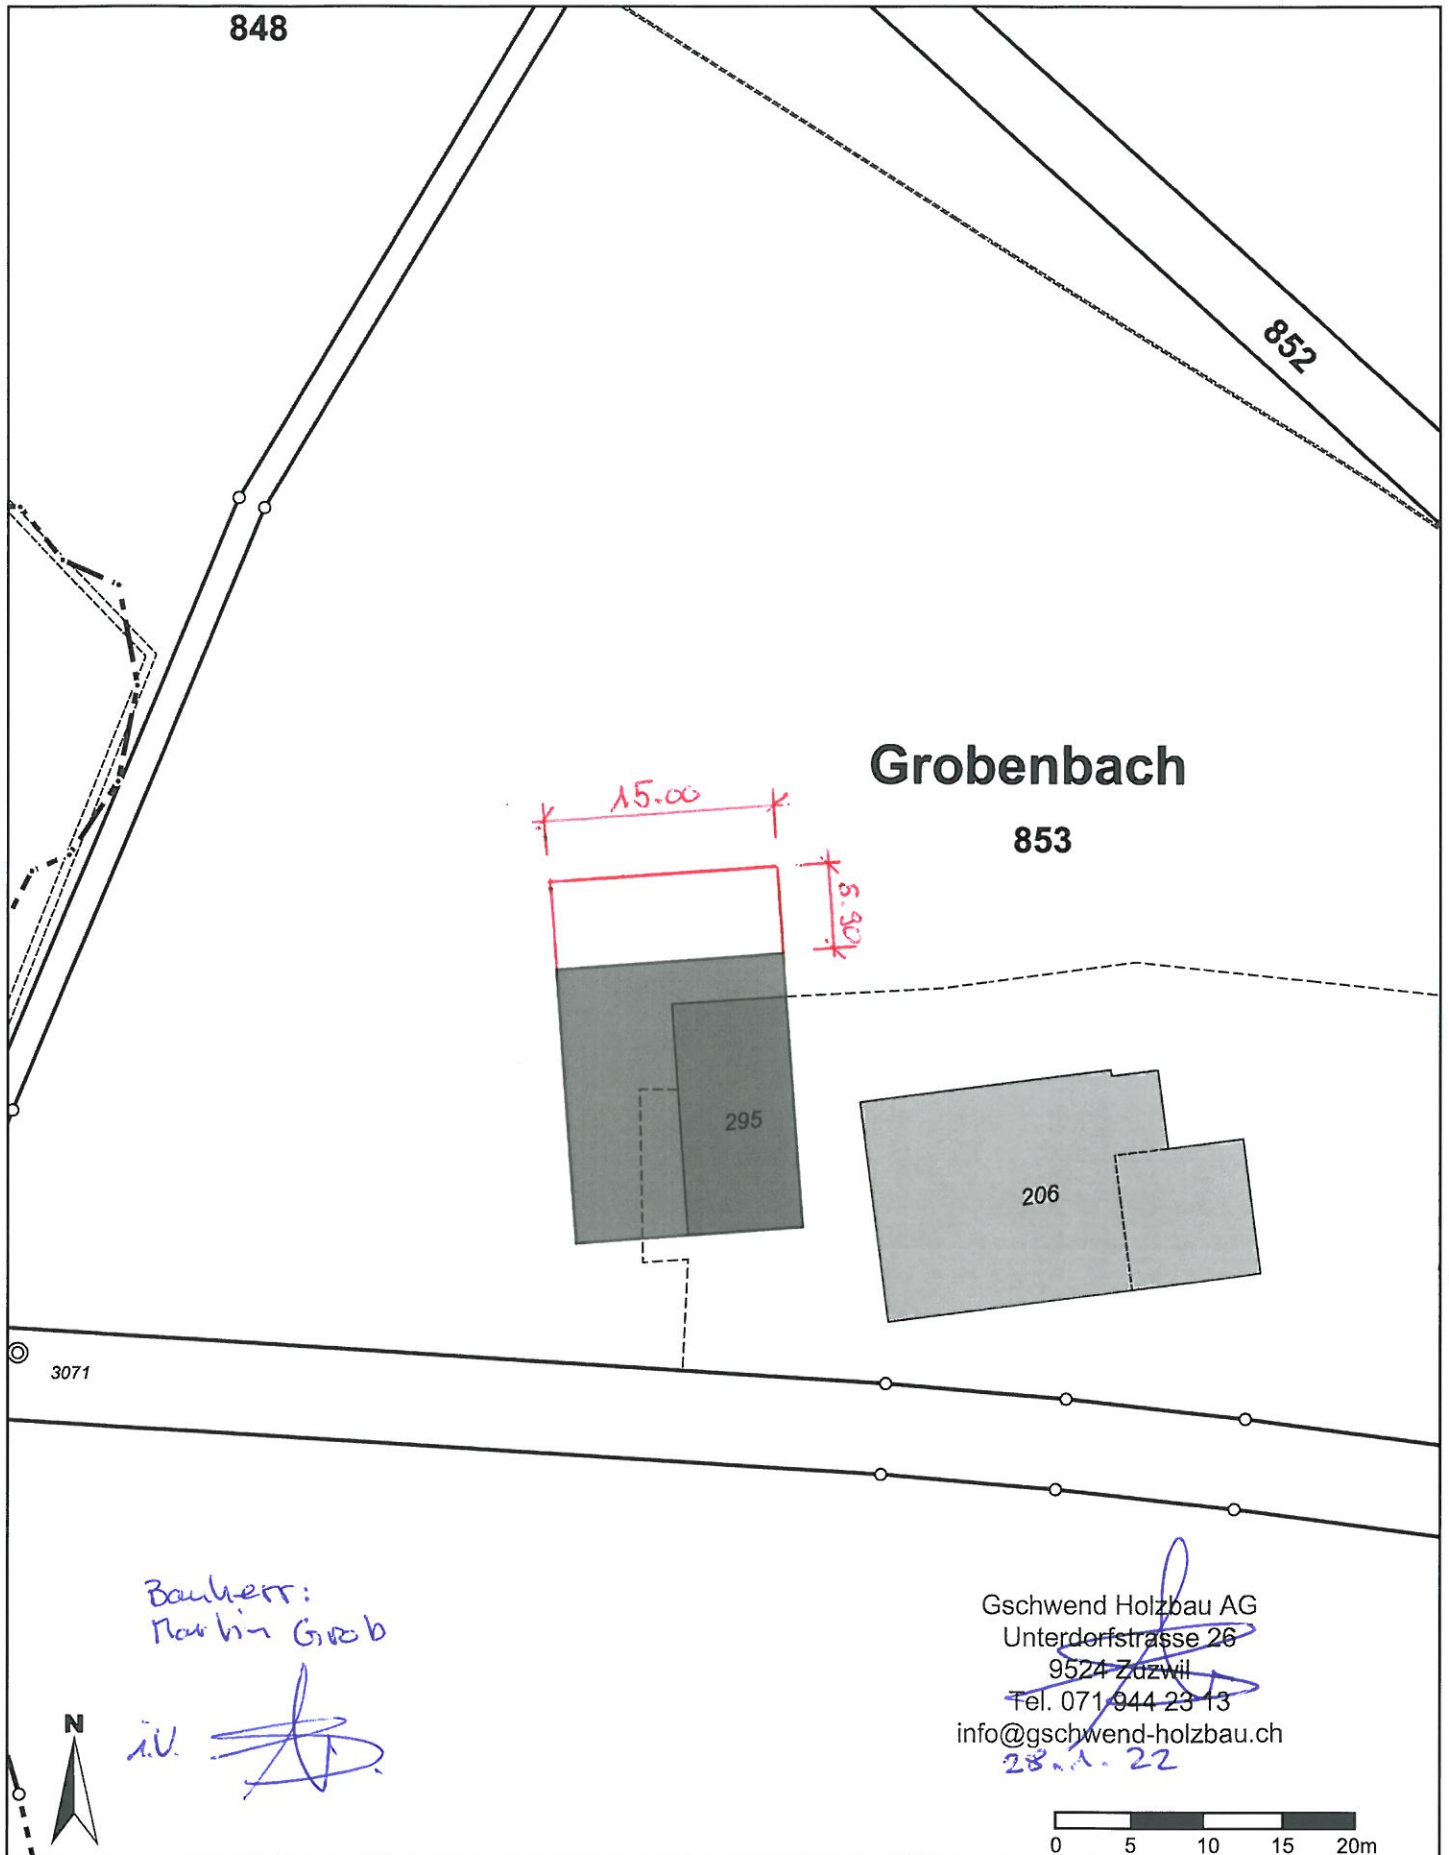 848
852
Grobenbach
853
15.00
5.90
295
206
3071
Bauherr:
Martin Grob
i.V.
Gschwend Holzbau AG
Unterdorfstrasse 26
9524 Zuzwil
Tel. 071 944 23 13
info@gschwend-holzbau.ch
28.1.22
N
0 5 10 15 20m